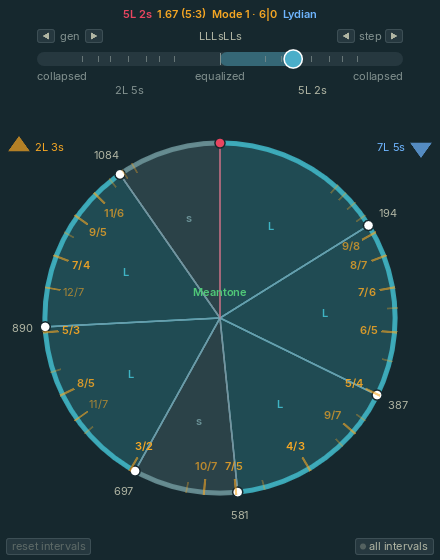 5L 2s 1.67 (5:3) Mode 1 · 6|0 Lydian
gen LLLsLLs step
collapsed equalized collapsed
2L 5s 5L 2s
2L 3s 7L 5s
1084
11/6
9/5
7/4
12/7
890
5/3
8/5
11/7
3/2
697
10/7
7/5
581
4/3
9/7
5/4
387
6/5
7/6
8/7
9/8
194
s
L
L
L
Meantone
L
L
s
reset intervals all intervals